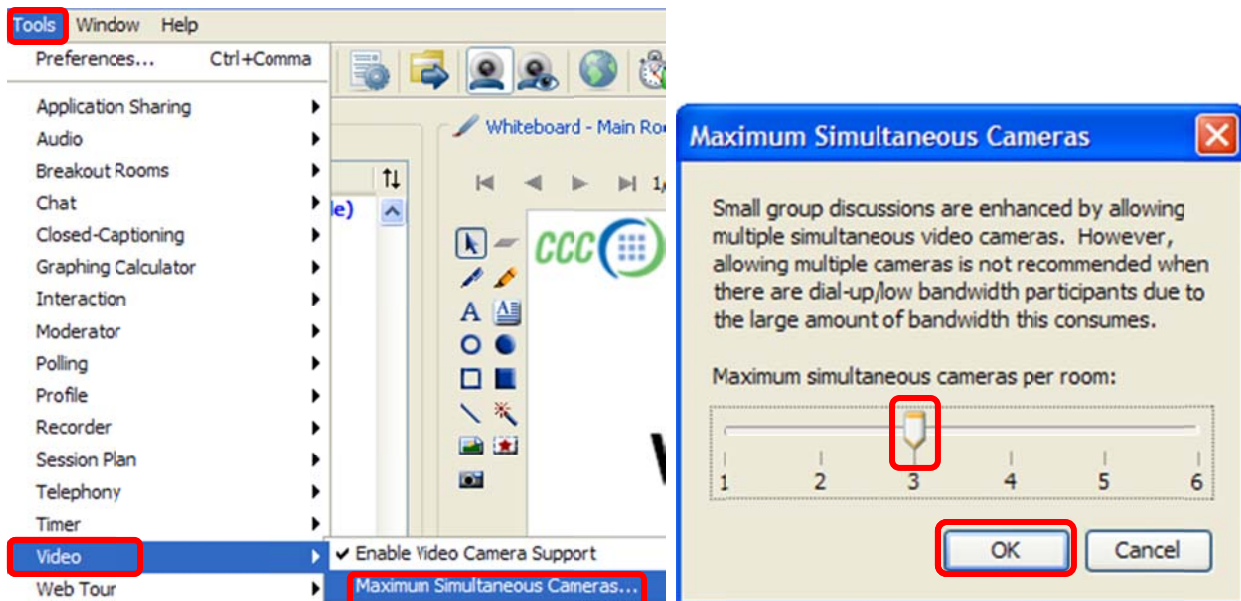 Tools Window Help
Preferences... Ctrl+Comma
Application Sharing
Audio
Breakout Rooms
Chat
Closed-Captioning
Graphing Calculator
Interaction
Moderator
Polling
Profile
Recorder
Session Plan
Telephony
Timer
Video
Web Tour
✔ Enable Video Camera Support
Maximum Simultaneous Cameras...
le)
Whiteboard - Main Ro
1/
A A
CCC
Maximum Simultaneous Cameras
Small group discussions are enhanced by allowing
multiple simultaneous video cameras. However,
allowing multiple cameras is not recommended when
there are dial-up/low bandwidth participants due to
the large amount of bandwidth this consumes.
Maximum simultaneous cameras per room:
1 2 3 4 5 6
OK Cancel